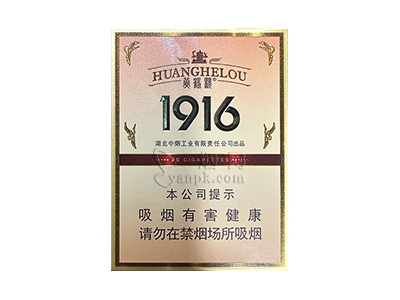 HUANGHELOU
黄鹤楼®
1916
湖北中烟工业有限责任公司出品
20 CIGARETTES
yanpk.com
本公司提示
吸烟有害健康
请勿在禁烟场所吸烟